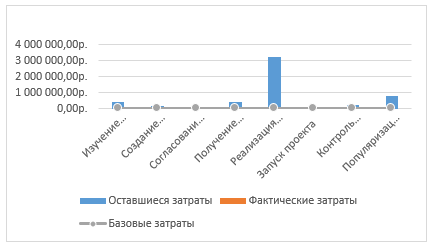 4 000 000,00р.
3 000 000,00р.
2 000 000,00р.
1 000 000,00р.
0,00р.
Изучение…
Создание…
Согласовани…
Получение…
Реализация…
Запуск проекта
Контроль…
Популяризац…
Оставшиеся затраты
Фактические затраты
Базовые затраты